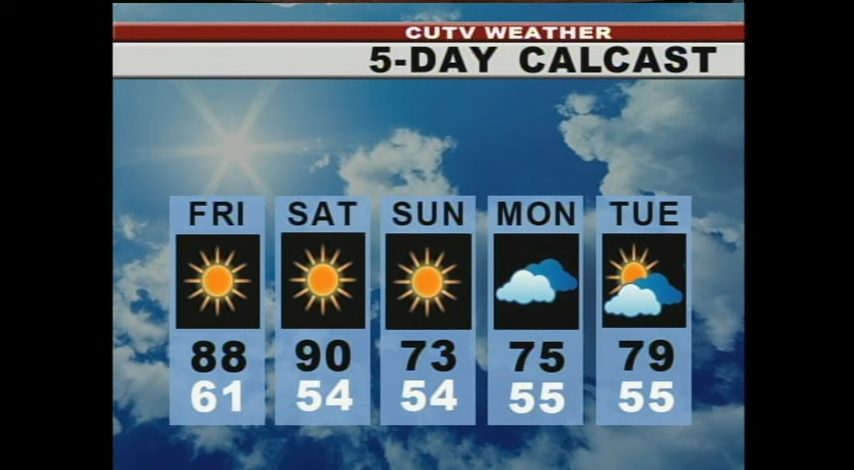 CUTV WEATHER
5-DAY CALCAST
FRI SAT SUN MON TUE
88 90 73 75 79
61 54 54 55 55